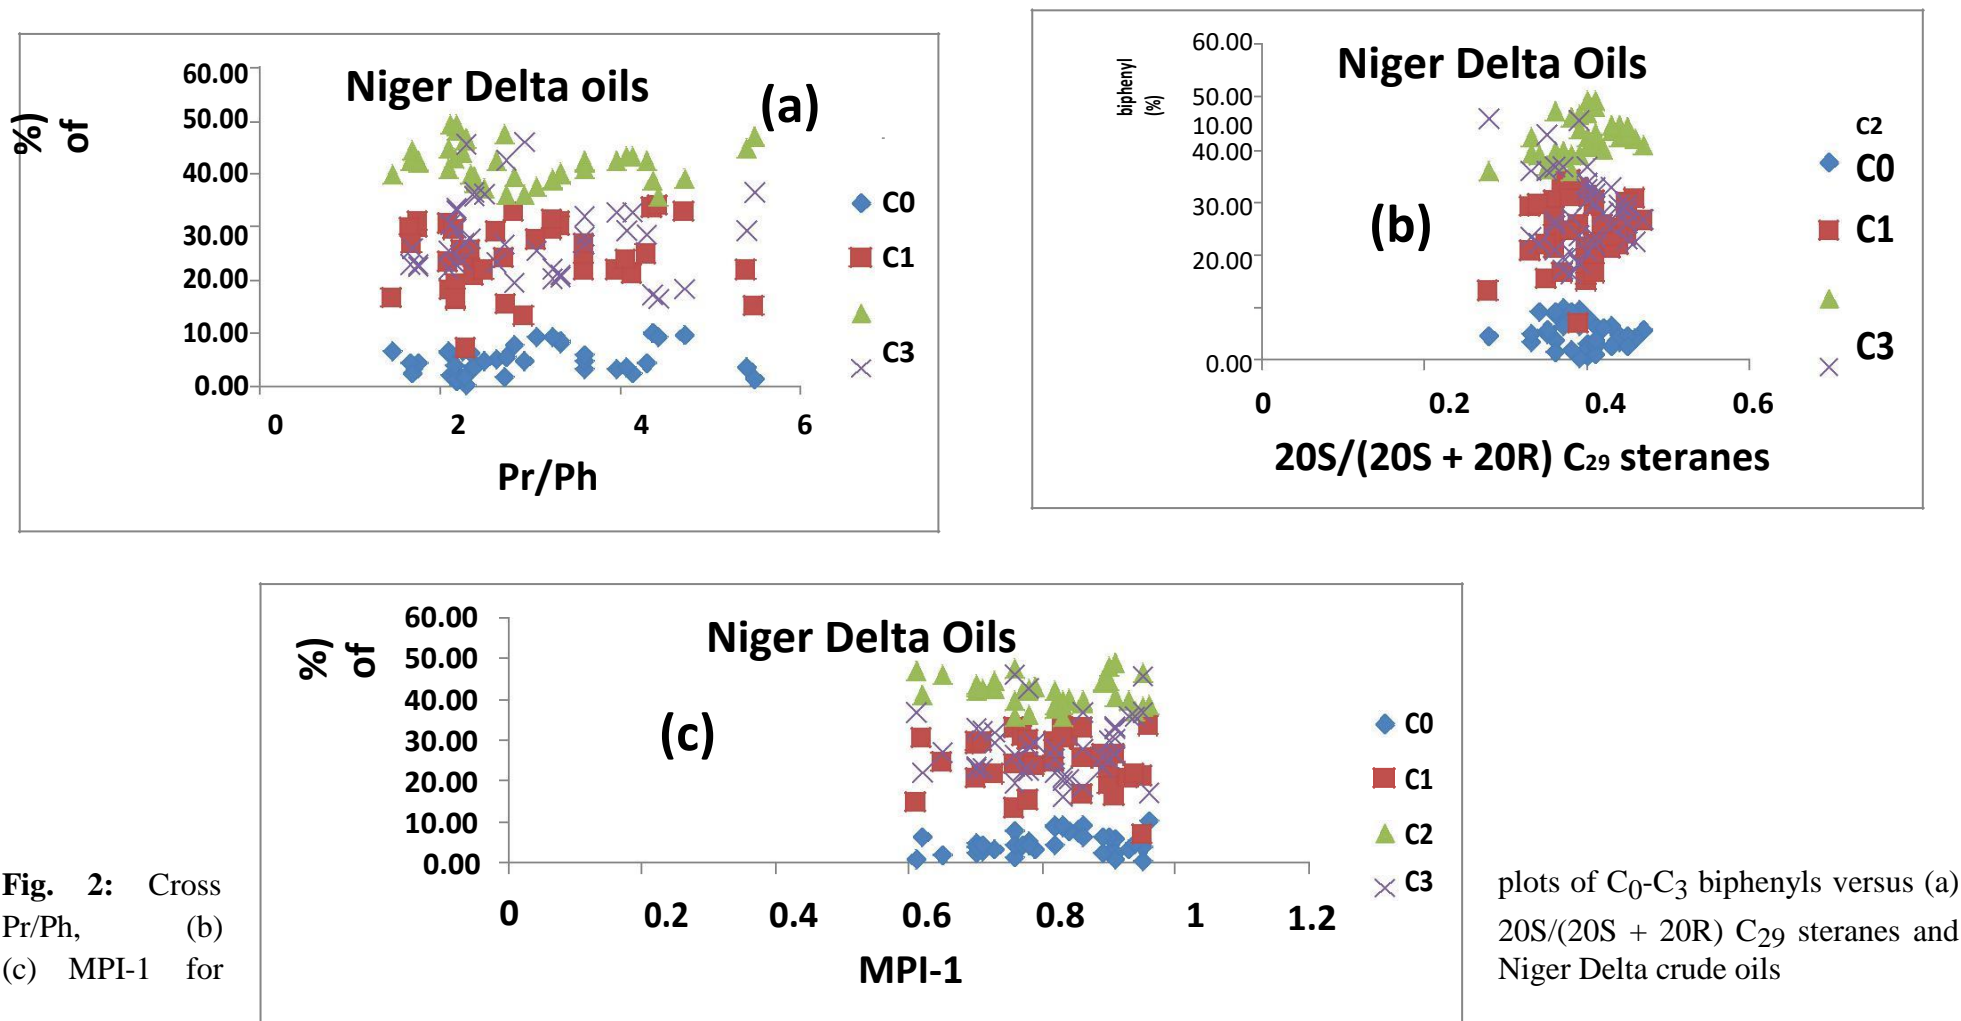 Niger Delta oils
(a)
%)
of
60.00
50.00
40.00
30.00
20.00
10.00
0.00
0 2 4 6
Pr/Ph
C0
C1
C3
Niger Delta Oils
(b)
biphenyl
(%)
60.00
50.00
10.00
40.00
30.00
20.00
0.00
0 0.2 0.4 0.6
20S/(20S + 20R) C29 steranes
C2
C0
C1
C3
Niger Delta Oils
(c)
%)
of
60.00
50.00
40.00
30.00
20.00
10.00
0.00
0 0.2 0.4 0.6 0.8 1 1.2
MPI-1
C0
C1
C2
C3
Fig. 2: Cross plots of C0-C3 biphenyls versus (a)
Pr/Ph, (b) 20S/(20S + 20R) C29 steranes and
(c) MPI-1 for Niger Delta crude oils